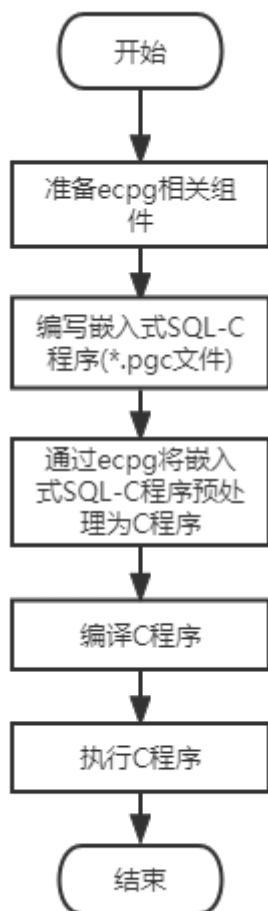 开始
准备ecpg相关组
件
编写嵌入式SQL-C
程序(*.pgc文件)
通过ecpg将嵌入
式SQL-C程序预处
理为C程序
编译C程序
执行C程序
结束